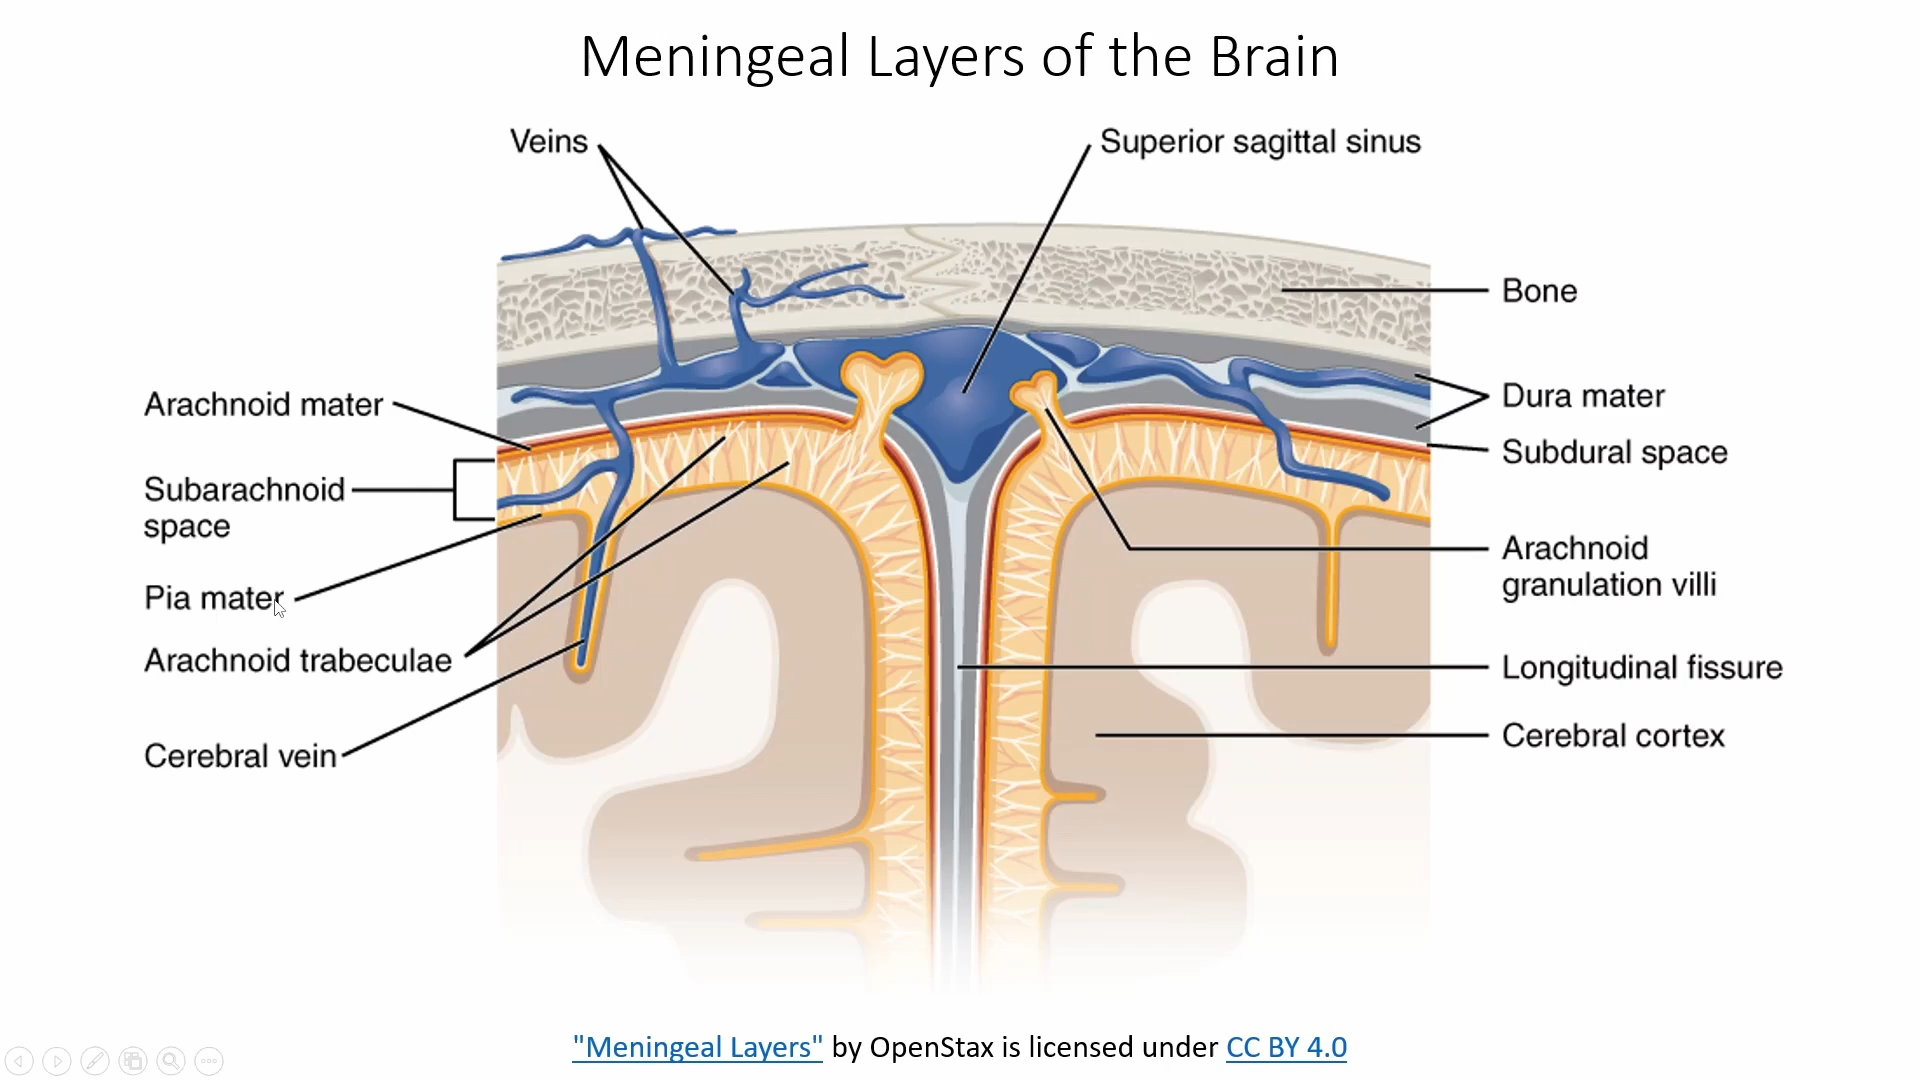 Meningeal Layers of the Brain
Veins
Superior sagittal sinus
Bone
Arachnoid mater
Dura mater
Subdural space
Subarachnoid
space
Arachnoid
granulation villi
Pia mater
Arachnoid trabeculae
Longitudinal fissure
Cerebral cortex
Cerebral vein
"Meningeal Layers" by OpenStax is licensed under CC BY 4.0